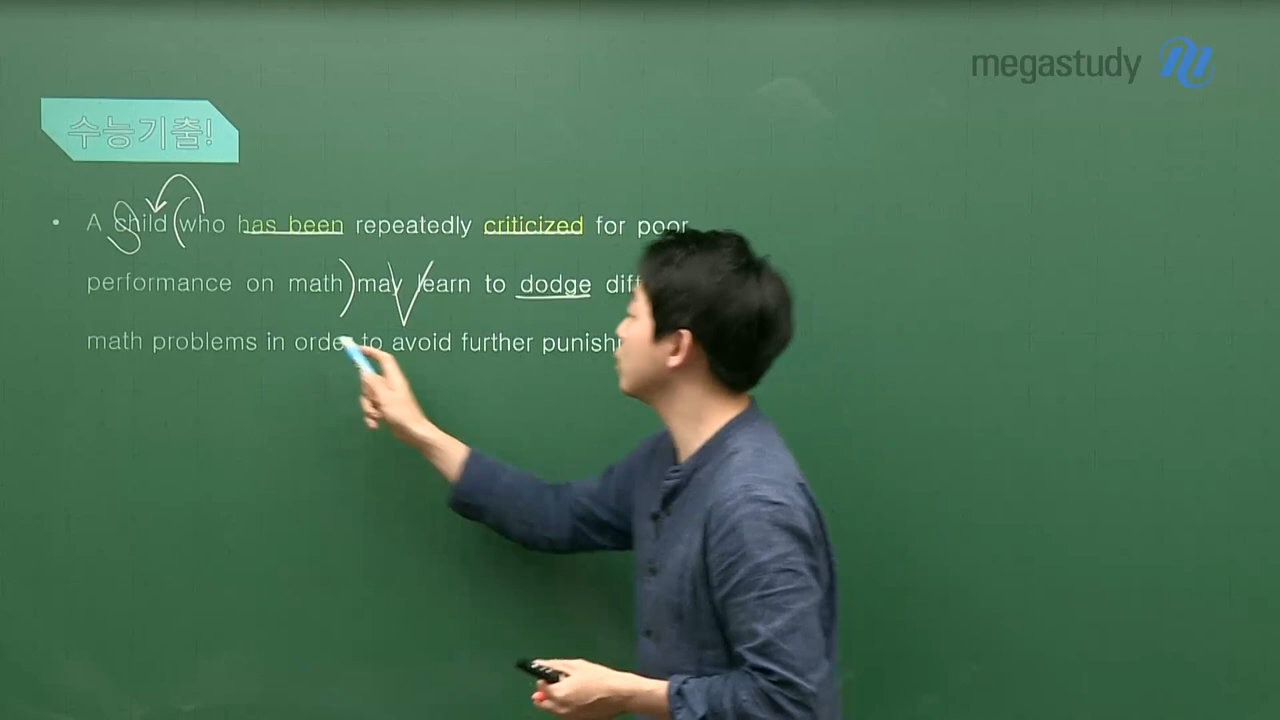 megastudy
수능기출!
• A child who has been repeatedly criticized for poor
performance on math may learn to dodge
math problems in order to avoid further
S
V